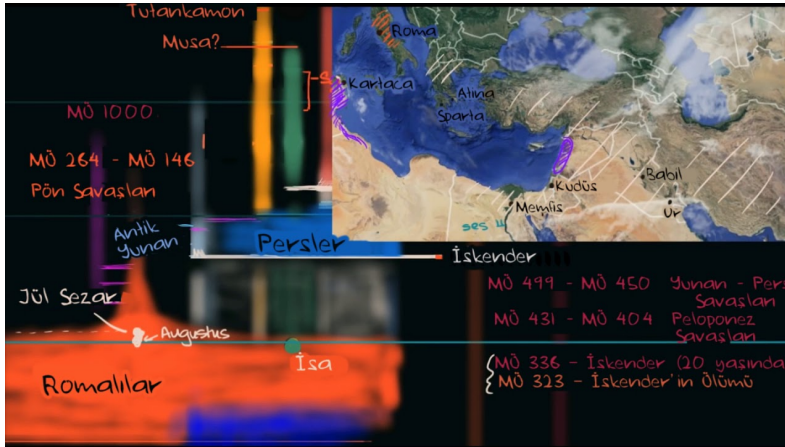 Tutankamon
Musa?
MÖ 1000
MÖ 264 - MÖ 146
Pön Savaşları
Antik
Yunan
Persler
İskender
Jül Sezar
Augustus
İsa
Romalılar
Roma
Kartaca
Atina
Sparta
Kudüs
Memfis
Babil
Ur
MÖ 499 - MÖ 450 Yunan - Pers
Savaşları
MÖ 431 - MÖ 404 Peloponez
Savaşları
MÖ 336 - İskender (20 yaşında
MÖ 323 - İskender'in Ölümü